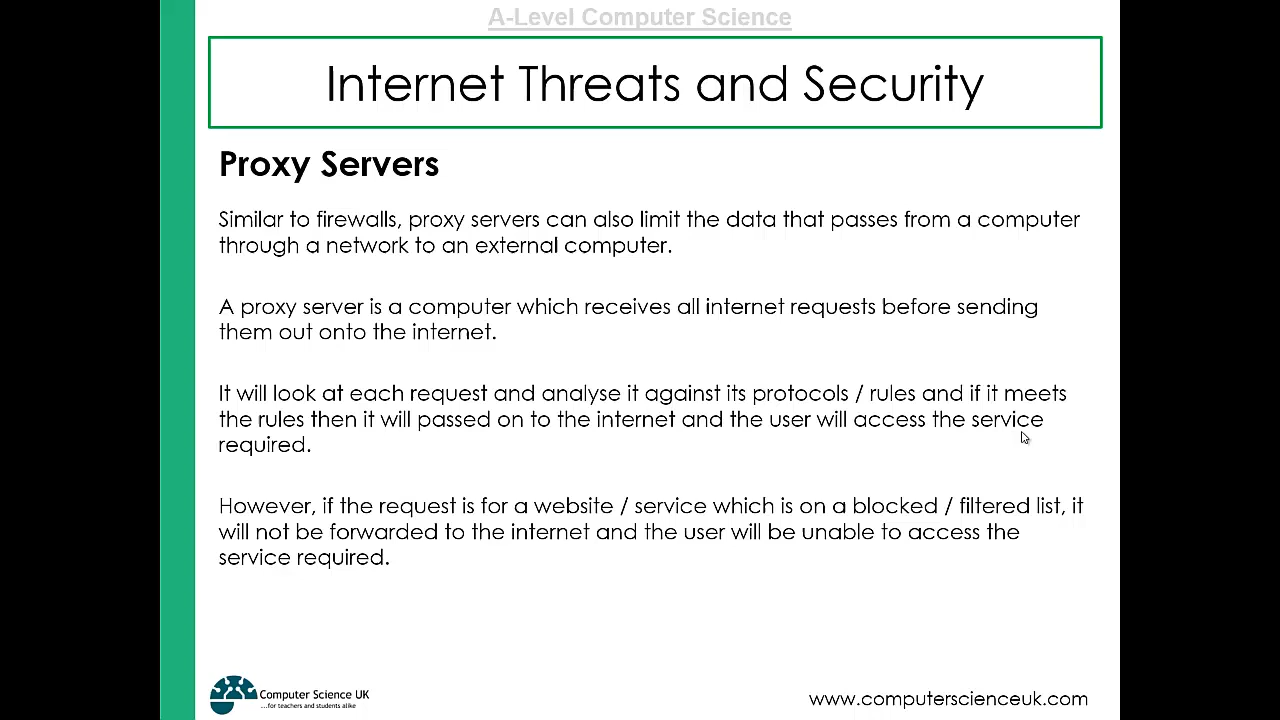 A-Level Computer Science
Internet Threats and Security
Proxy Servers
Similar to firewalls, proxy servers can also limit the data that passes from a computer
through a network to an external computer.
A proxy server is a computer which receives all internet requests before sending
them out onto the internet.
It will look at each request and analyse it against its protocols / rules and if it meets
the rules then it will passed on to the internet and the user will access the service
required.
However, if the request is for a website / service which is on a blocked / filtered list, it
will not be forwarded to the internet and the user will be unable to access the
service required.
Computer Science UK
...for teachers and students alike
www.computerscienceuk.com